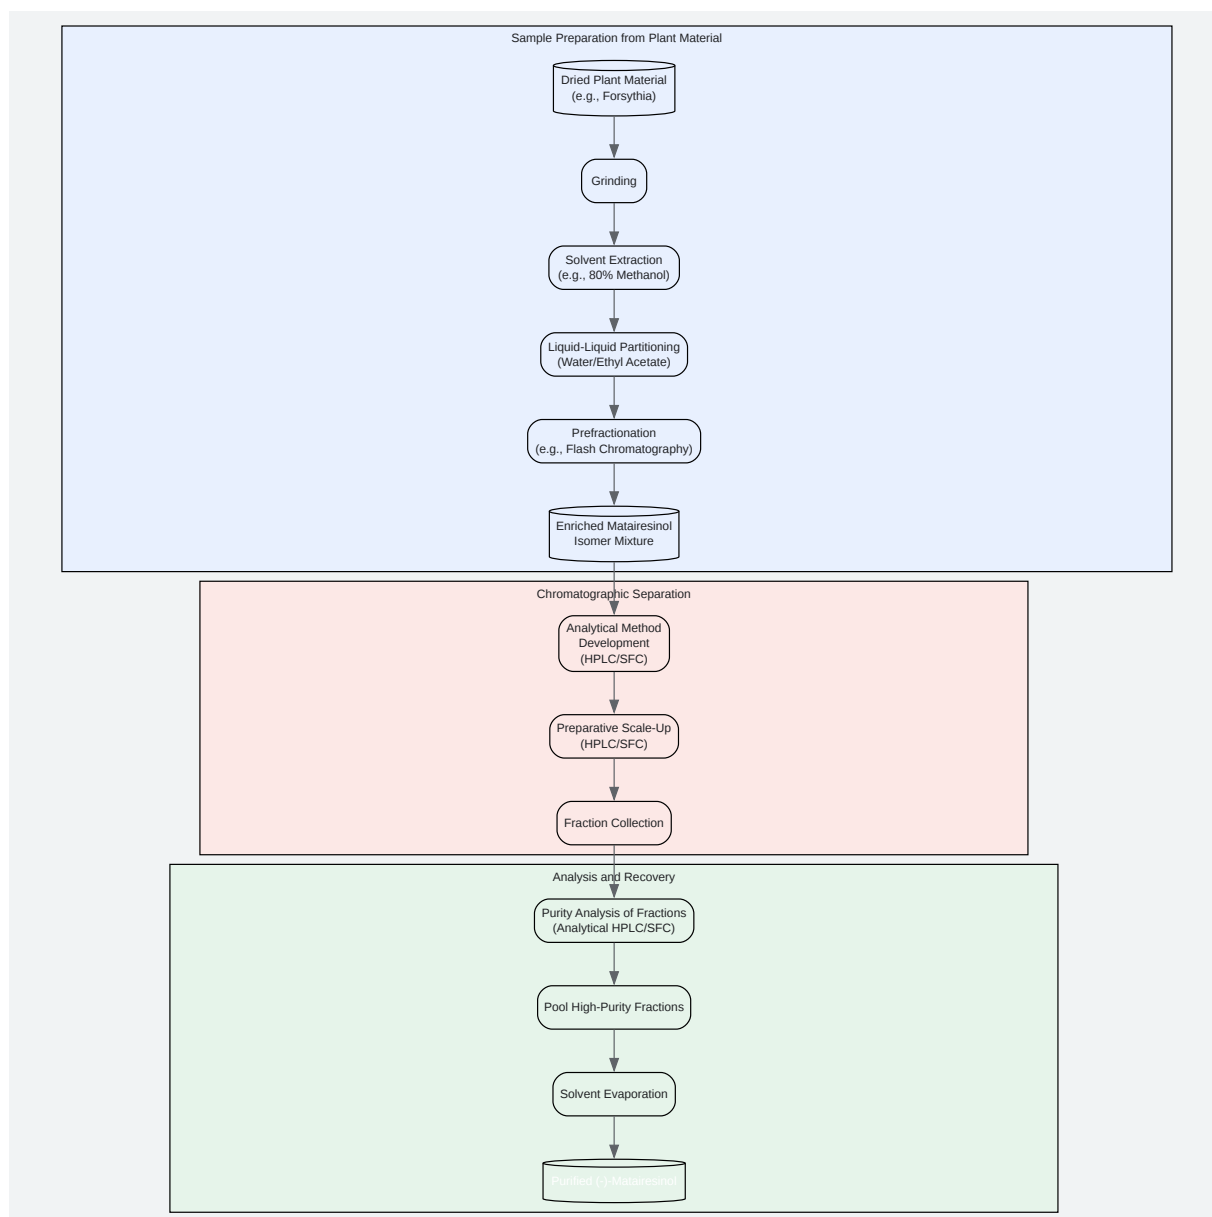 Sample Preparation from Plant Material
Dried Plant Material
(e.g., Forsythia)
Grinding
Solvent Extraction
(e.g., 80% Methanol)
Liquid-Liquid Partitioning
(Water/Ethyl Acetate)
Prefractionation
(e.g., Flash Chromatography)
Enriched Matairesinol
Isomer Mixture
Chromatographic Separation
Analytical Method
Development
(HPLC/SFC)
Preparative Scale-Up
(HPLC/SFC)
Fraction Collection
Analysis and Recovery
Purity Analysis of Fractions
(Analytical HPLC/SFC)
Pool High-Purity Fractions
Solvent Evaporation
Purified (-)-Matairesinol